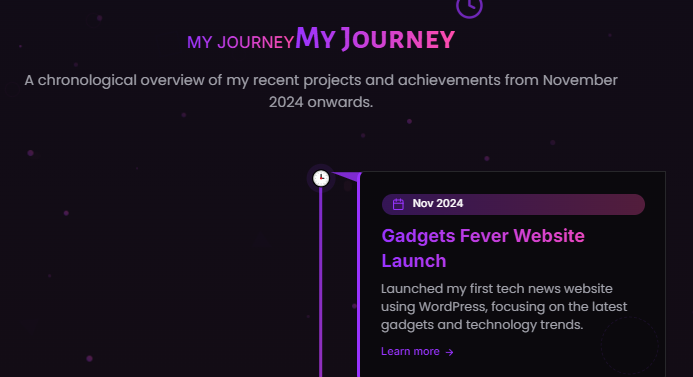 MY JOURNEYMy Journey
A chronological overview of my recent projects and achievements from November
2024 onwards.
Nov 2024
Gadgets Fever Website
Launch
Launched my first tech news website
using WordPress, focusing on the latest
gadgets and technology trends.
Learn more →